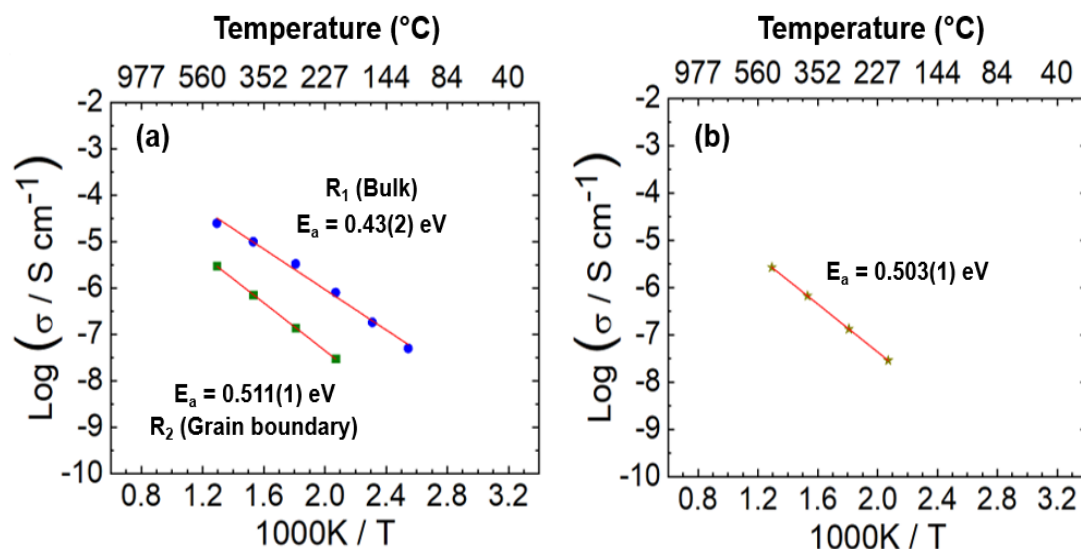 Temperature (°C)
977 560 352 227 144 84 40
-2
-3
-4
-5
-6
-7
-8
-9
-10
Log (σ / S cm⁻¹)
(a)
R₁ (Bulk)
Eₐ = 0.43(2) eV
Eₐ = 0.511(1) eV
R₂ (Grain boundary)
0.8 1.2 1.6 2.0 2.4 2.8 3.2
1000K / T
Temperature (°C)
977 560 352 227 144 84 40
-2
-3
-4
-5
-6
-7
-8
-9
-10
Log (σ / S cm⁻¹)
(b)
Eₐ = 0.503(1) eV
0.8 1.2 1.6 2.0 2.4 2.8 3.2
1000K / T